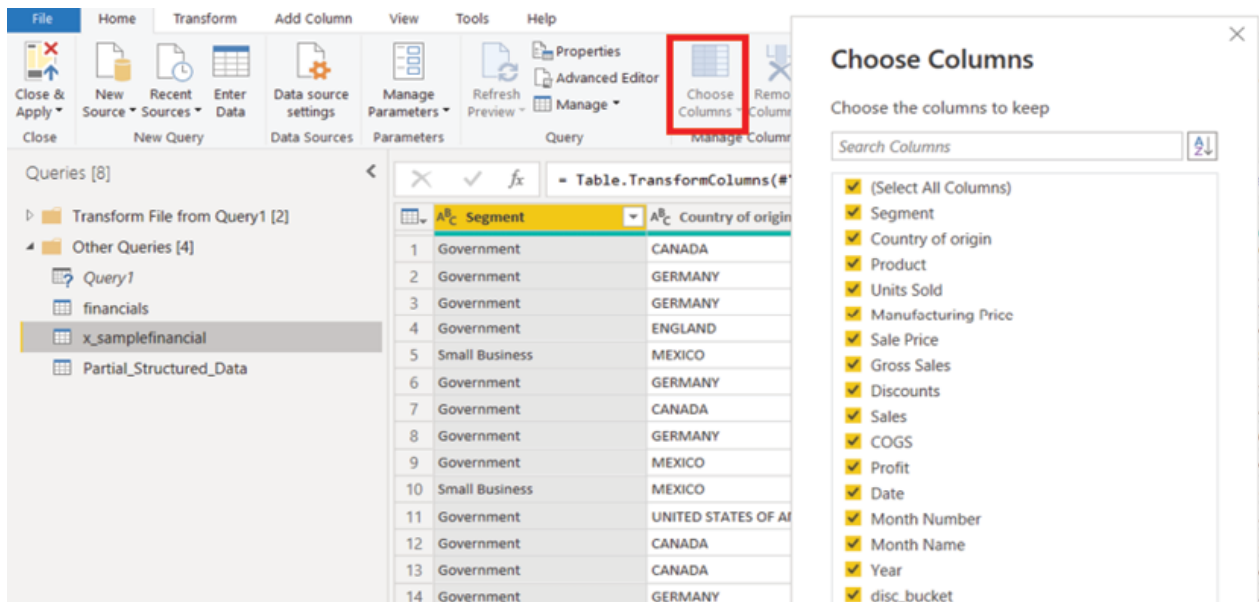 File Home Transform Add Column View Tools Help
Close & Apply
New Source
Recent Sources
Enter Data
Data source settings
Manage Parameters
Refresh Preview
Properties
Advanced Editor
Manage
Choose Columns
Close New Query Data Sources Parameters Query
Queries [8]
Transform File from Query1 [2]
Other Queries [4]
Query1
financials
x_samplefinancial
Partial_Structured_Data
fx = Table.TransformColumns(#
ABC Segment ABC Country of origin
1 Government CANADA
2 Government GERMANY
3 Government GERMANY
4 Government ENGLAND
5 Small Business MEXICO
6 Government GERMANY
7 Government CANADA
8 Government GERMANY
9 Government MEXICO
10 Small Business MEXICO
11 Government UNITED STATES OF
12 Government CANADA
13 Government CANADA
14 Government GERMANY
Choose Columns
Choose the columns to keep
Search Columns
AZ
(Select All Columns)
Segment
Country of origin
Product
Units Sold
Manufacturing Price
Sale Price
Gross Sales
Discounts
Sales
COGS
Profit
Date
Month Number
Month Name
Year
disc_bucket